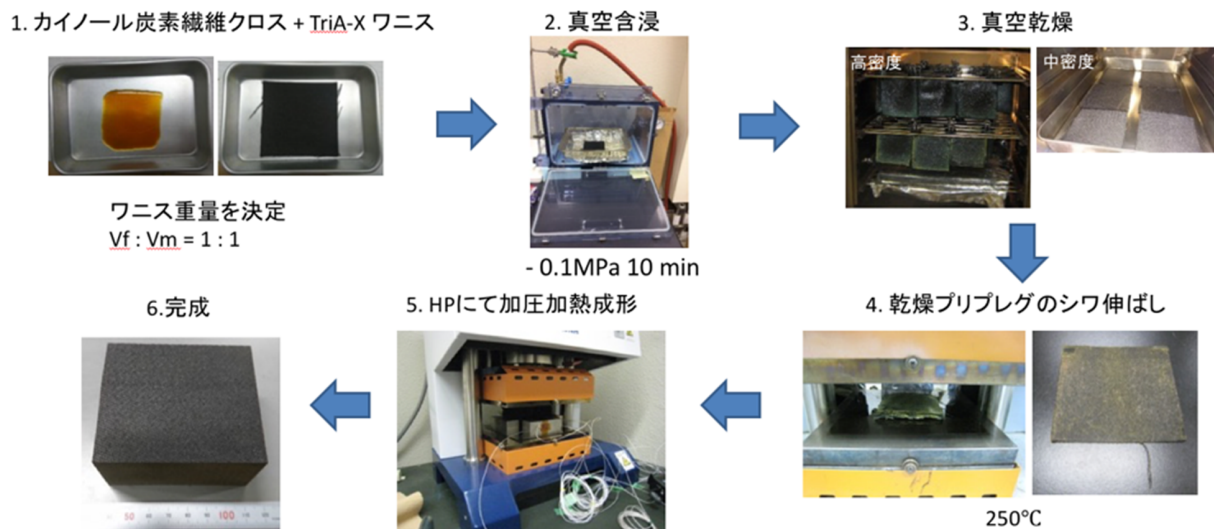 1. カイノール炭素繊維クロス + TriA-X ワニス
ワニス重量を決定
Vf : Vm = 1 : 1
2. 真空含浸
- 0.1MPa 10 min
3. 真空乾燥
高密度
中密度
4. 乾燥プリプレグのシワ伸ばし
250℃
5. HPにて加圧加熱成形
6.完成
50
100